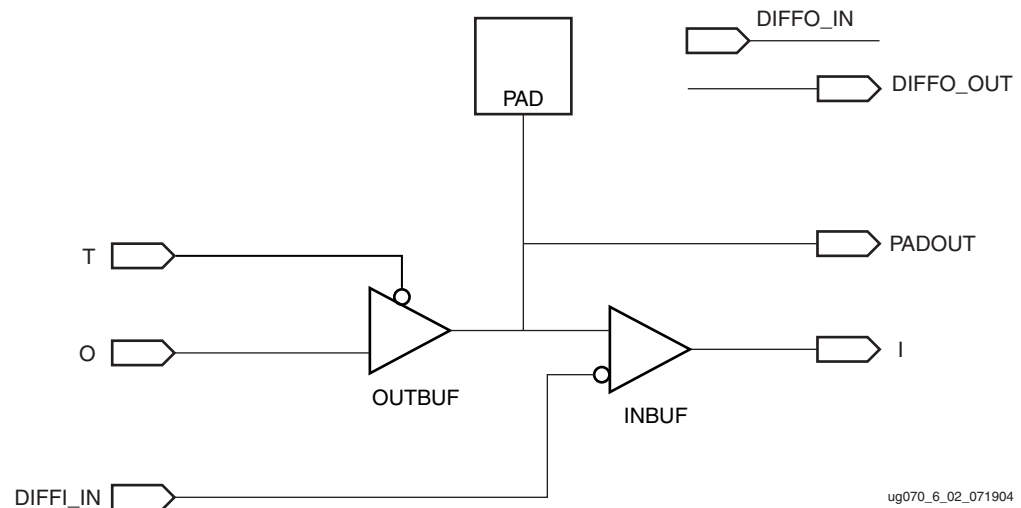 DIFFO_IN
DIFFO_OUT
PAD
T
PADOUT
O
I
OUTBUF
INBUF
DIFFI_IN
ug070_6_02_071904